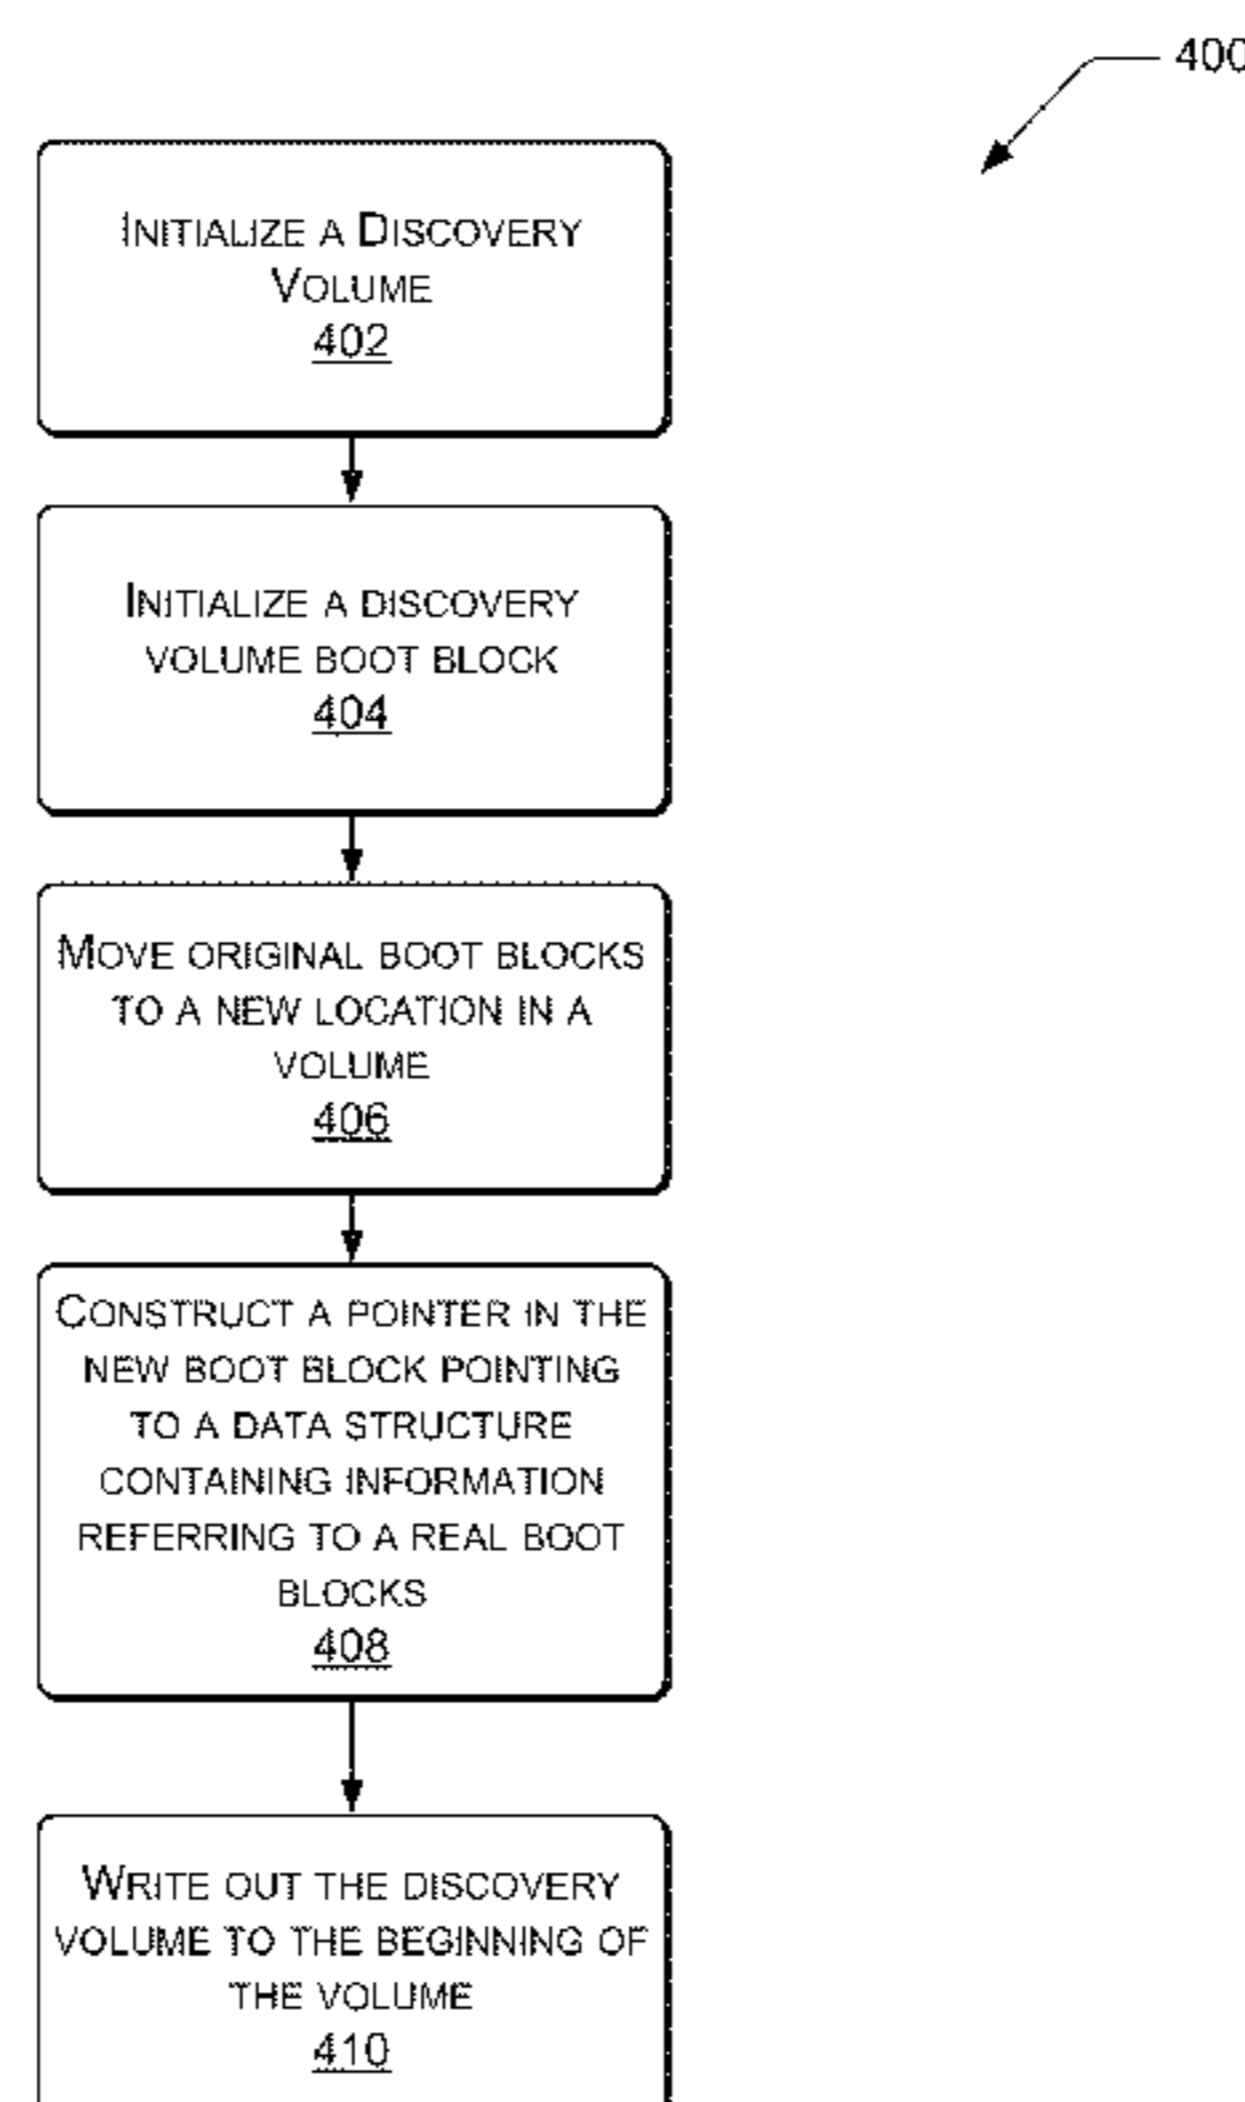 400
INITIALIZE A DISCOVERY
VOLUME
402
INITIALIZE A DISCOVERY
VOLUME BOOT BLOCK
404
MOVE ORIGINAL BOOT BLOCKS
TO A NEW LOCATION IN A
VOLUME
406
CONSTRUCT A POINTER IN THE
NEW BOOT BLOCK POINTING
TO A DATA STRUCTURE
CONTAINING INFORMATION
REFERRING TO A REAL BOOT
BLOCKS
408
WRITE OUT THE DISCOVERY
VOLUME TO THE BEGINNING OF
THE VOLUME
410